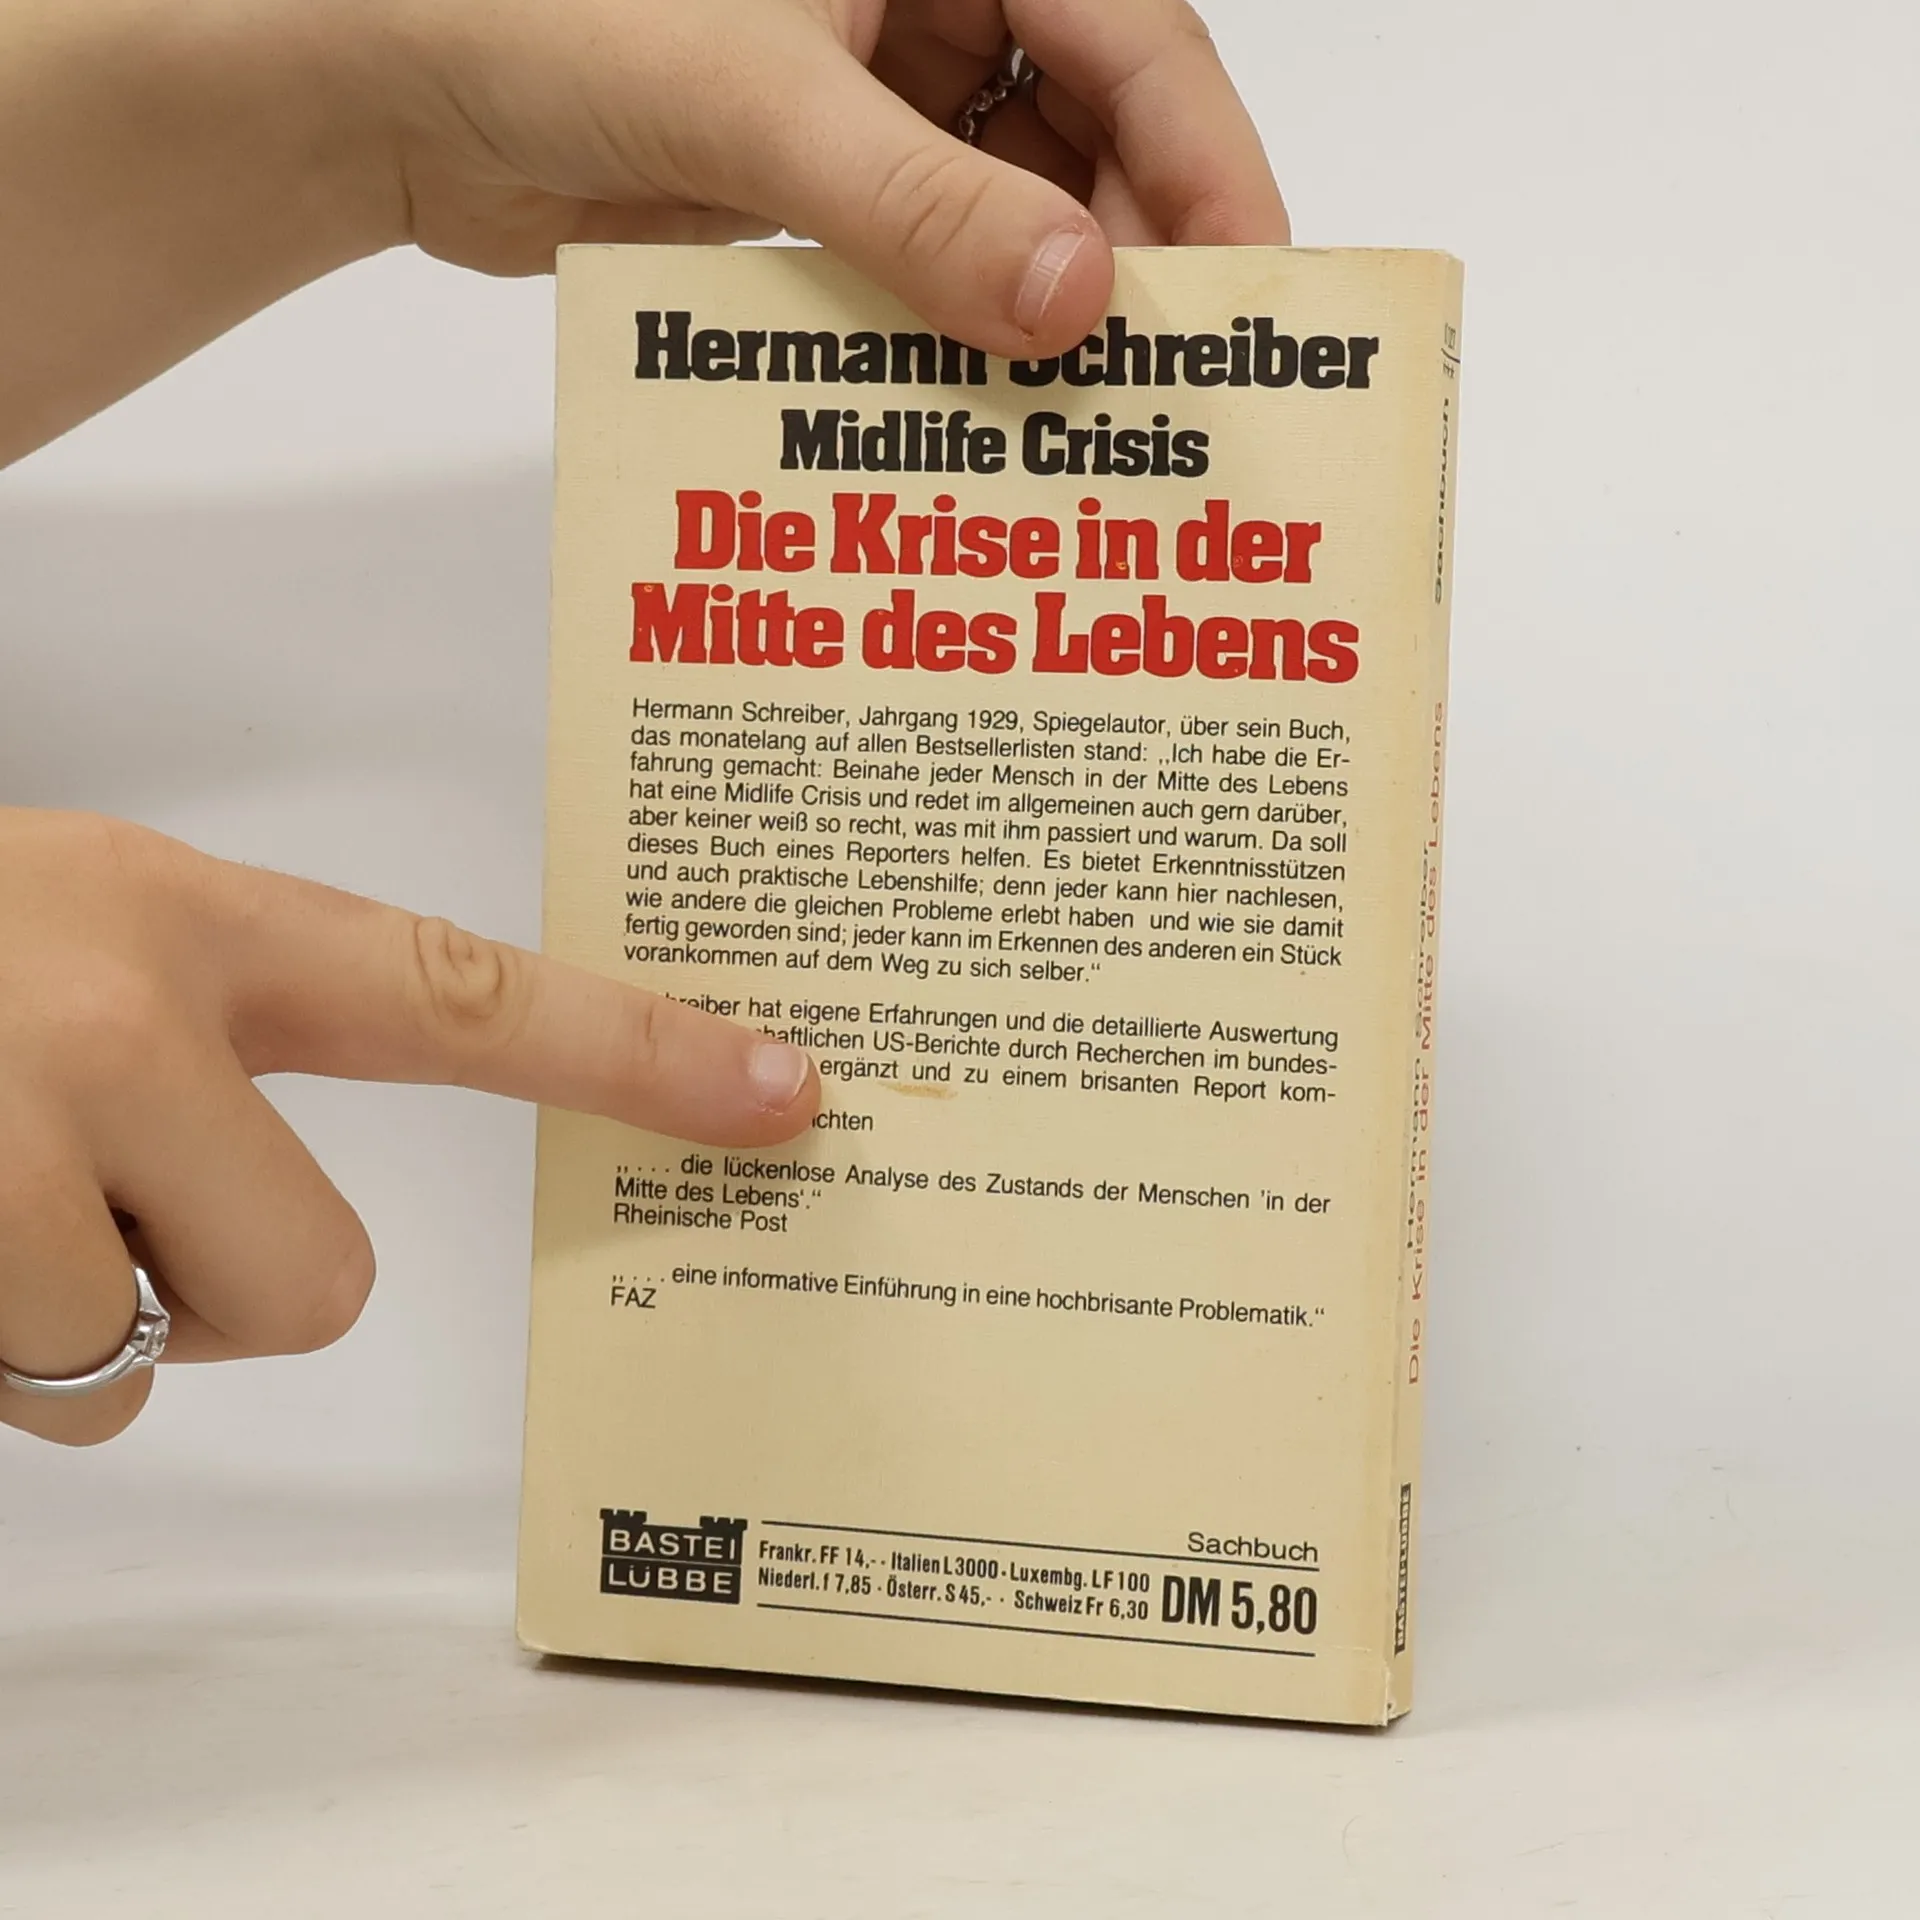 Hermann Schreiber
Midlife Crisis
Die Krise in der
Mitte des Lebens
Hermann Schreiber, Jahrgang 1929, Spiegelautor, über sein Buch,
das monatelang auf allen Bestsellerlisten stand: „Ich habe die Er-
fahrung gemacht: Beinahe jeder Mensch in der Mitte des Lebens
hat eine Midlife Crisis und redet im allgemeinen auch gern darüber,
aber keiner weiß so recht, was mit ihm passiert und warum. Da soll
dieses Buch eines Reporters helfen. Es bietet Erkenntnisstützen
und auch praktische Lebenshilfe; denn jeder kann hier nachlesen,
wie andere die gleichen Probleme erlebt haben und wie sie damit
fertig geworden sind; jeder kann im Erkennen des anderen ein Stück
vorankommen auf dem Weg zu sich selber.“
hat eigene Erfahrungen und die detaillierte Auswertung
US-Berichte durch Recherchen im bundes-
ergänzt und zu einem brisanten Report kom-
„. . . die lückenlose Analyse des Zustands der Menschen 'in der
Mitte des Lebens'.“
Rheinische Post
„. . . eine informative Einführung in eine hochbrisante Problematik.“
FAZ
BASTEI
LÜBBE
Sachbuch
Frankr. FF 14,- · Italien L 3000 · Luxembg. LF 100
Niederl. f 7,85 · Österr. S 45,- · Schweiz Fr 6,30
DM 5,80
Sachbuch
Hermann Schreiber
Die Krise in der Mitte des Lebens
BASTEI LÜBBE